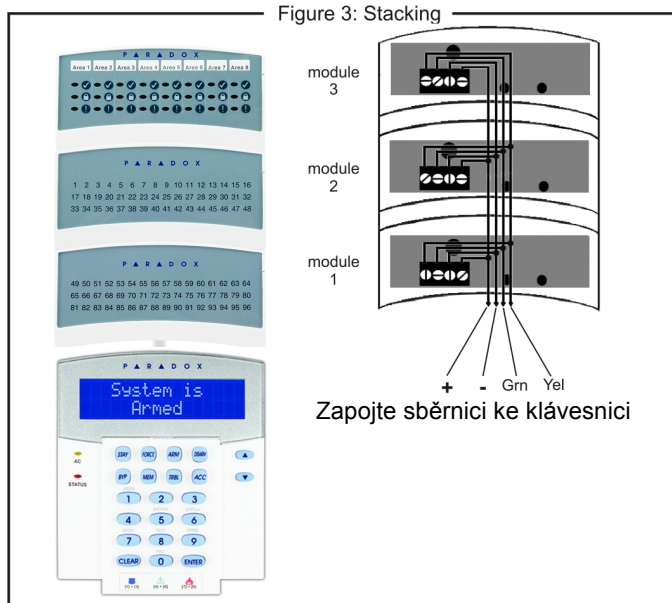 Figure 3: Stacking
PARADOX
Area 1 Area 2 Area 3 Area 4 Area 5 Area 6 Area 7 Area 8
PARADOX
1 2 3 4 5 6 7 8 9 10 11 12 13 14 15 16
17 18 19 20 21 22 23 24 25 26 27 28 29 30 31 32
33 34 35 36 37 38 39 40 41 42 43 44 45 46 47 48
PARADOX
49 50 51 52 53 54 55 56 57 58 59 60 61 62 63 64
65 66 67 68 69 70 71 72 73 74 75 76 77 78 79 80
81 82 83 84 85 86 87 88 89 90 91 92 93 94 95 96
PARADOX
System is
Armed
AC
STATUS
STAY FORCE ARM DISARM
BYP MEM TRBL ACC
1 2 3
4 5 6
7 8 9
CLEAR 0 ENTER
module
3
module
2
module
1
+ - Grn Yel
Zapojte sběrnici ke klávesnici